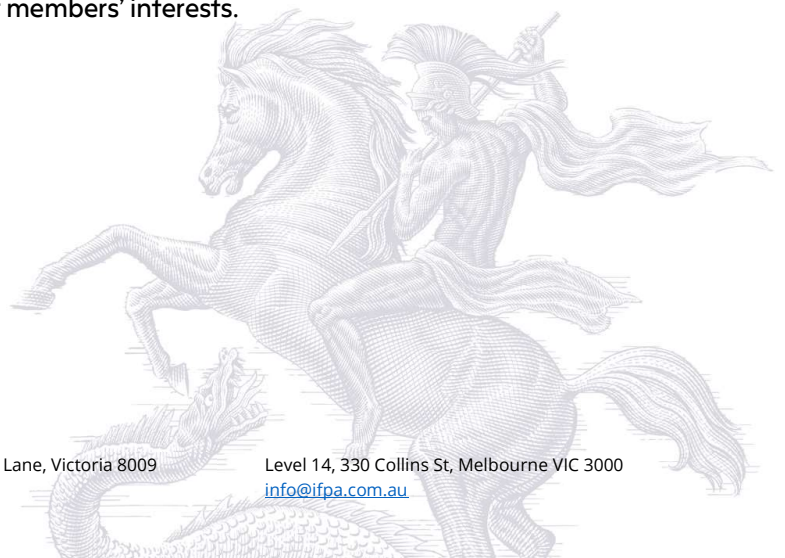 members' interests.
Lane, Victoria 8009
Level 14, 330 Collins St, Melbourne VIC 3000
info@ifpa.com.au